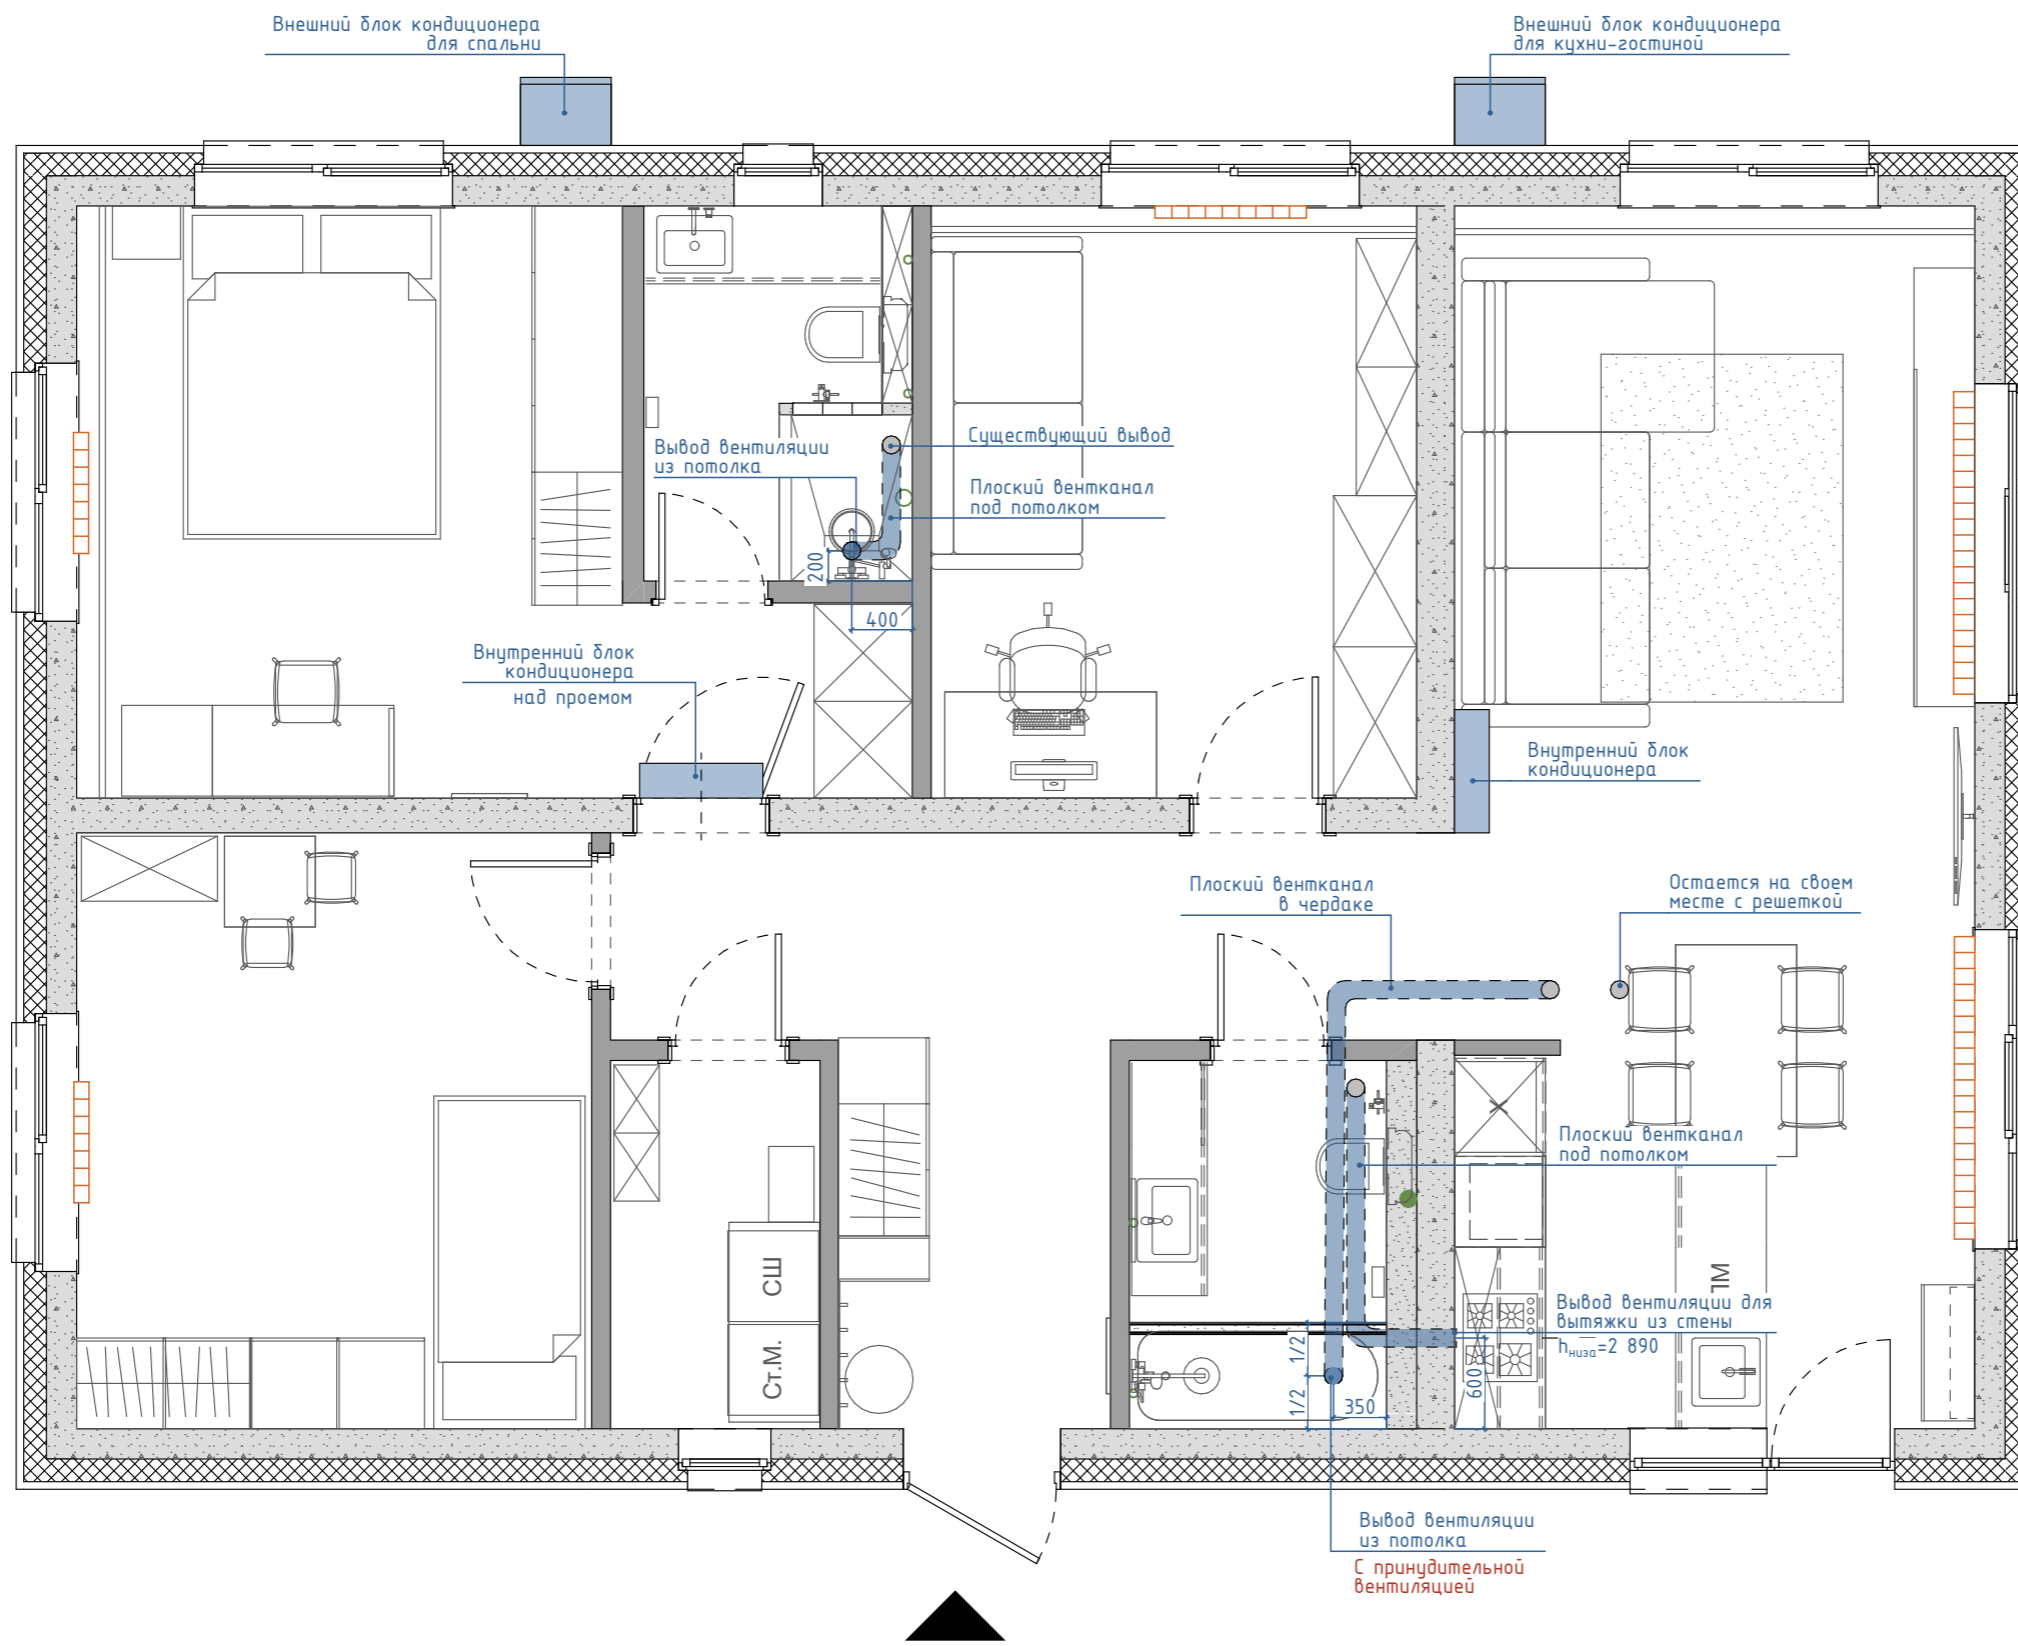 Внешний блок кондиционера
для спальни
Внешний блок кондиционера
для кухни-гостиной
Существующий вывод
Вывод вентиляции
из потолка
Плоский вентканал
под потолком
200
400
Внутренний блок
кондиционера
над проемом
Внутренний блок
кондиционера
Плоский вентканал
в чердаке
Остается на своем
месте с решеткой
Плоский вентканал
под потолком
СШ
Ст.М.
ПМ
Вывод вентиляции для
вытяжки из стены
hниза=2 890
1/2
1/2
350
600
Вывод вентиляции
из потолка
С принудительной
вентиляцией